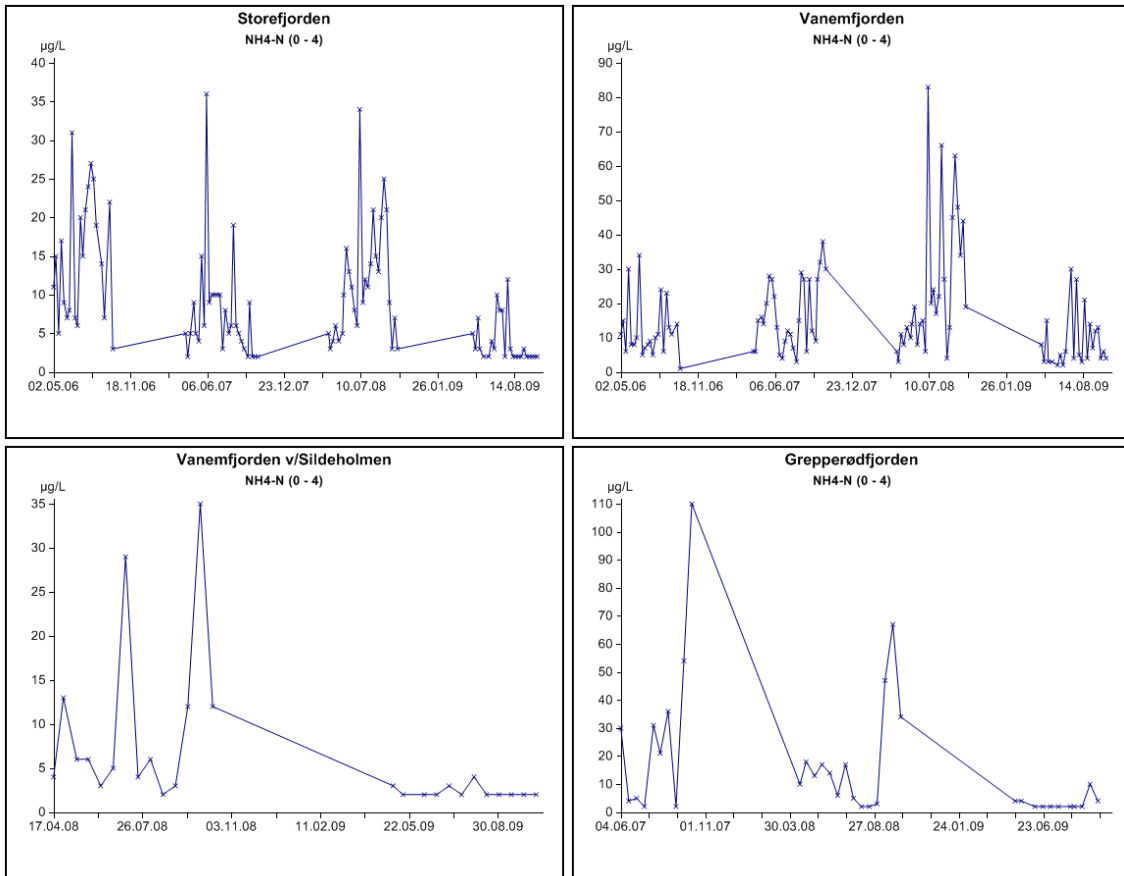 Storefjorden
NH4-N (0 - 4)
µg/L
40
35
30
25
20
15
10
5
0
02.05.06 18.11.06 06.06.07 23.12.07 10.07.08 26.01.09 14.08.09
Vanemfjorden
NH4-N (0 - 4)
µg/L
90
80
70
60
50
40
30
20
10
0
02.05.06 18.11.06 06.06.07 23.12.07 10.07.08 26.01.09 14.08.09
Vanemfjorden v/Sildeholmen
NH4-N (0 - 4)
µg/L
35
30
25
20
15
10
5
0
17.04.08 26.07.08 03.11.08 11.02.09 22.05.09 30.08.09
Grepperødfjorden
NH4-N (0 - 4)
µg/L
110
100
90
80
70
60
50
40
30
20
10
0
04.06.07 01.11.07 30.03.08 27.08.08 24.01.09 23.06.09